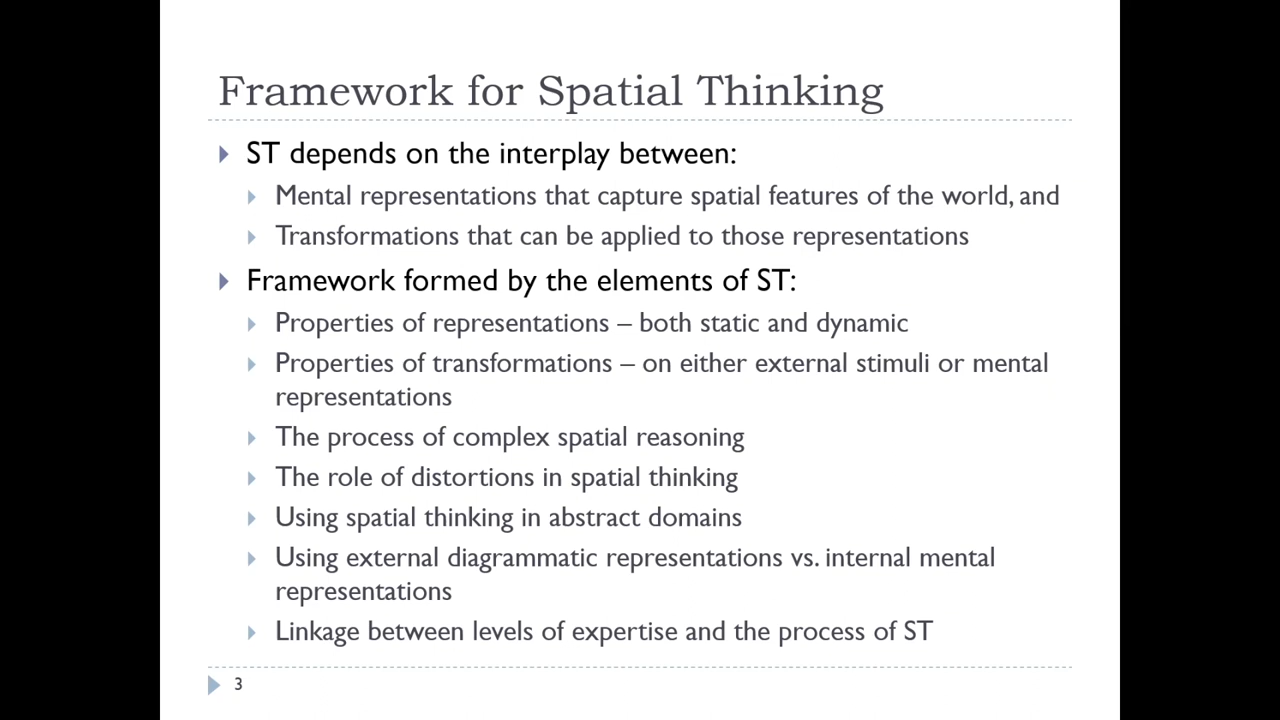 Framework for Spatial Thinking
ST depends on the interplay between:
Mental representations that capture spatial features of the world, and
Transformations that can be applied to those representations
Framework formed by the elements of ST:
Properties of representations – both static and dynamic
Properties of transformations – on either external stimuli or mental
representations
The process of complex spatial reasoning
The role of distortions in spatial thinking
Using spatial thinking in abstract domains
Using external diagrammatic representations vs. internal mental
representations
Linkage between levels of expertise and the process of ST
3